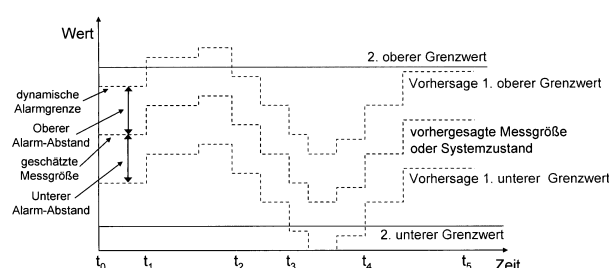 Wert
2. oberer Grenzwert
dynamische
Alarmgrenze
Vorhersage 1. oberer Grenzwert
Oberer
Alarm-Abstand
vorhergesagte Messgröße
oder Systemzustand
geschätzte
Messgröße
Vorhersage 1. unterer Grenzwert
Unterer
Alarm-Abstand
2. unterer Grenzwert
t0 t1 t2 t3 t4 t5 Zeit